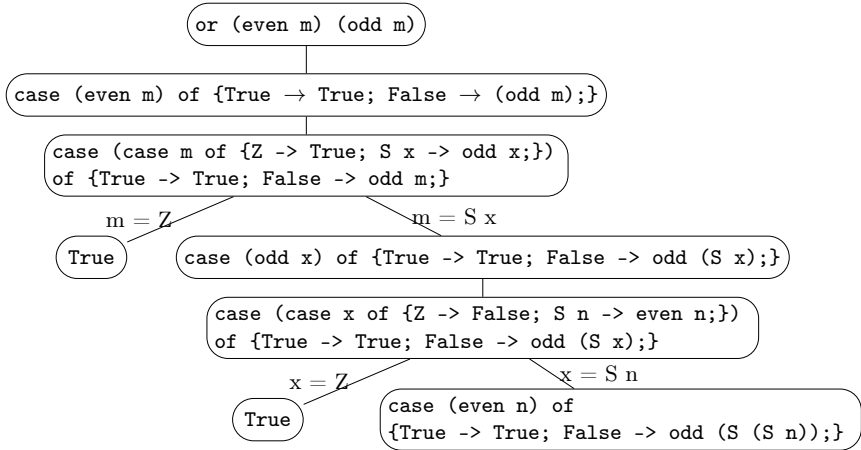 or (even m) (odd m)
case (even m) of {True → True; False → (odd m);}
case (case m of {Z -> True; S x -> odd x;})
of {True -> True; False -> odd m;}
m = Z
m = S x
True
case (odd x) of {True -> True; False -> odd (S x);}
case (case x of {Z -> False; S n -> even n;})
of {True -> True; False -> odd (S x);}
x = Z
x = S n
True
case (even n) of
{True -> True; False -> odd (S (S n));}